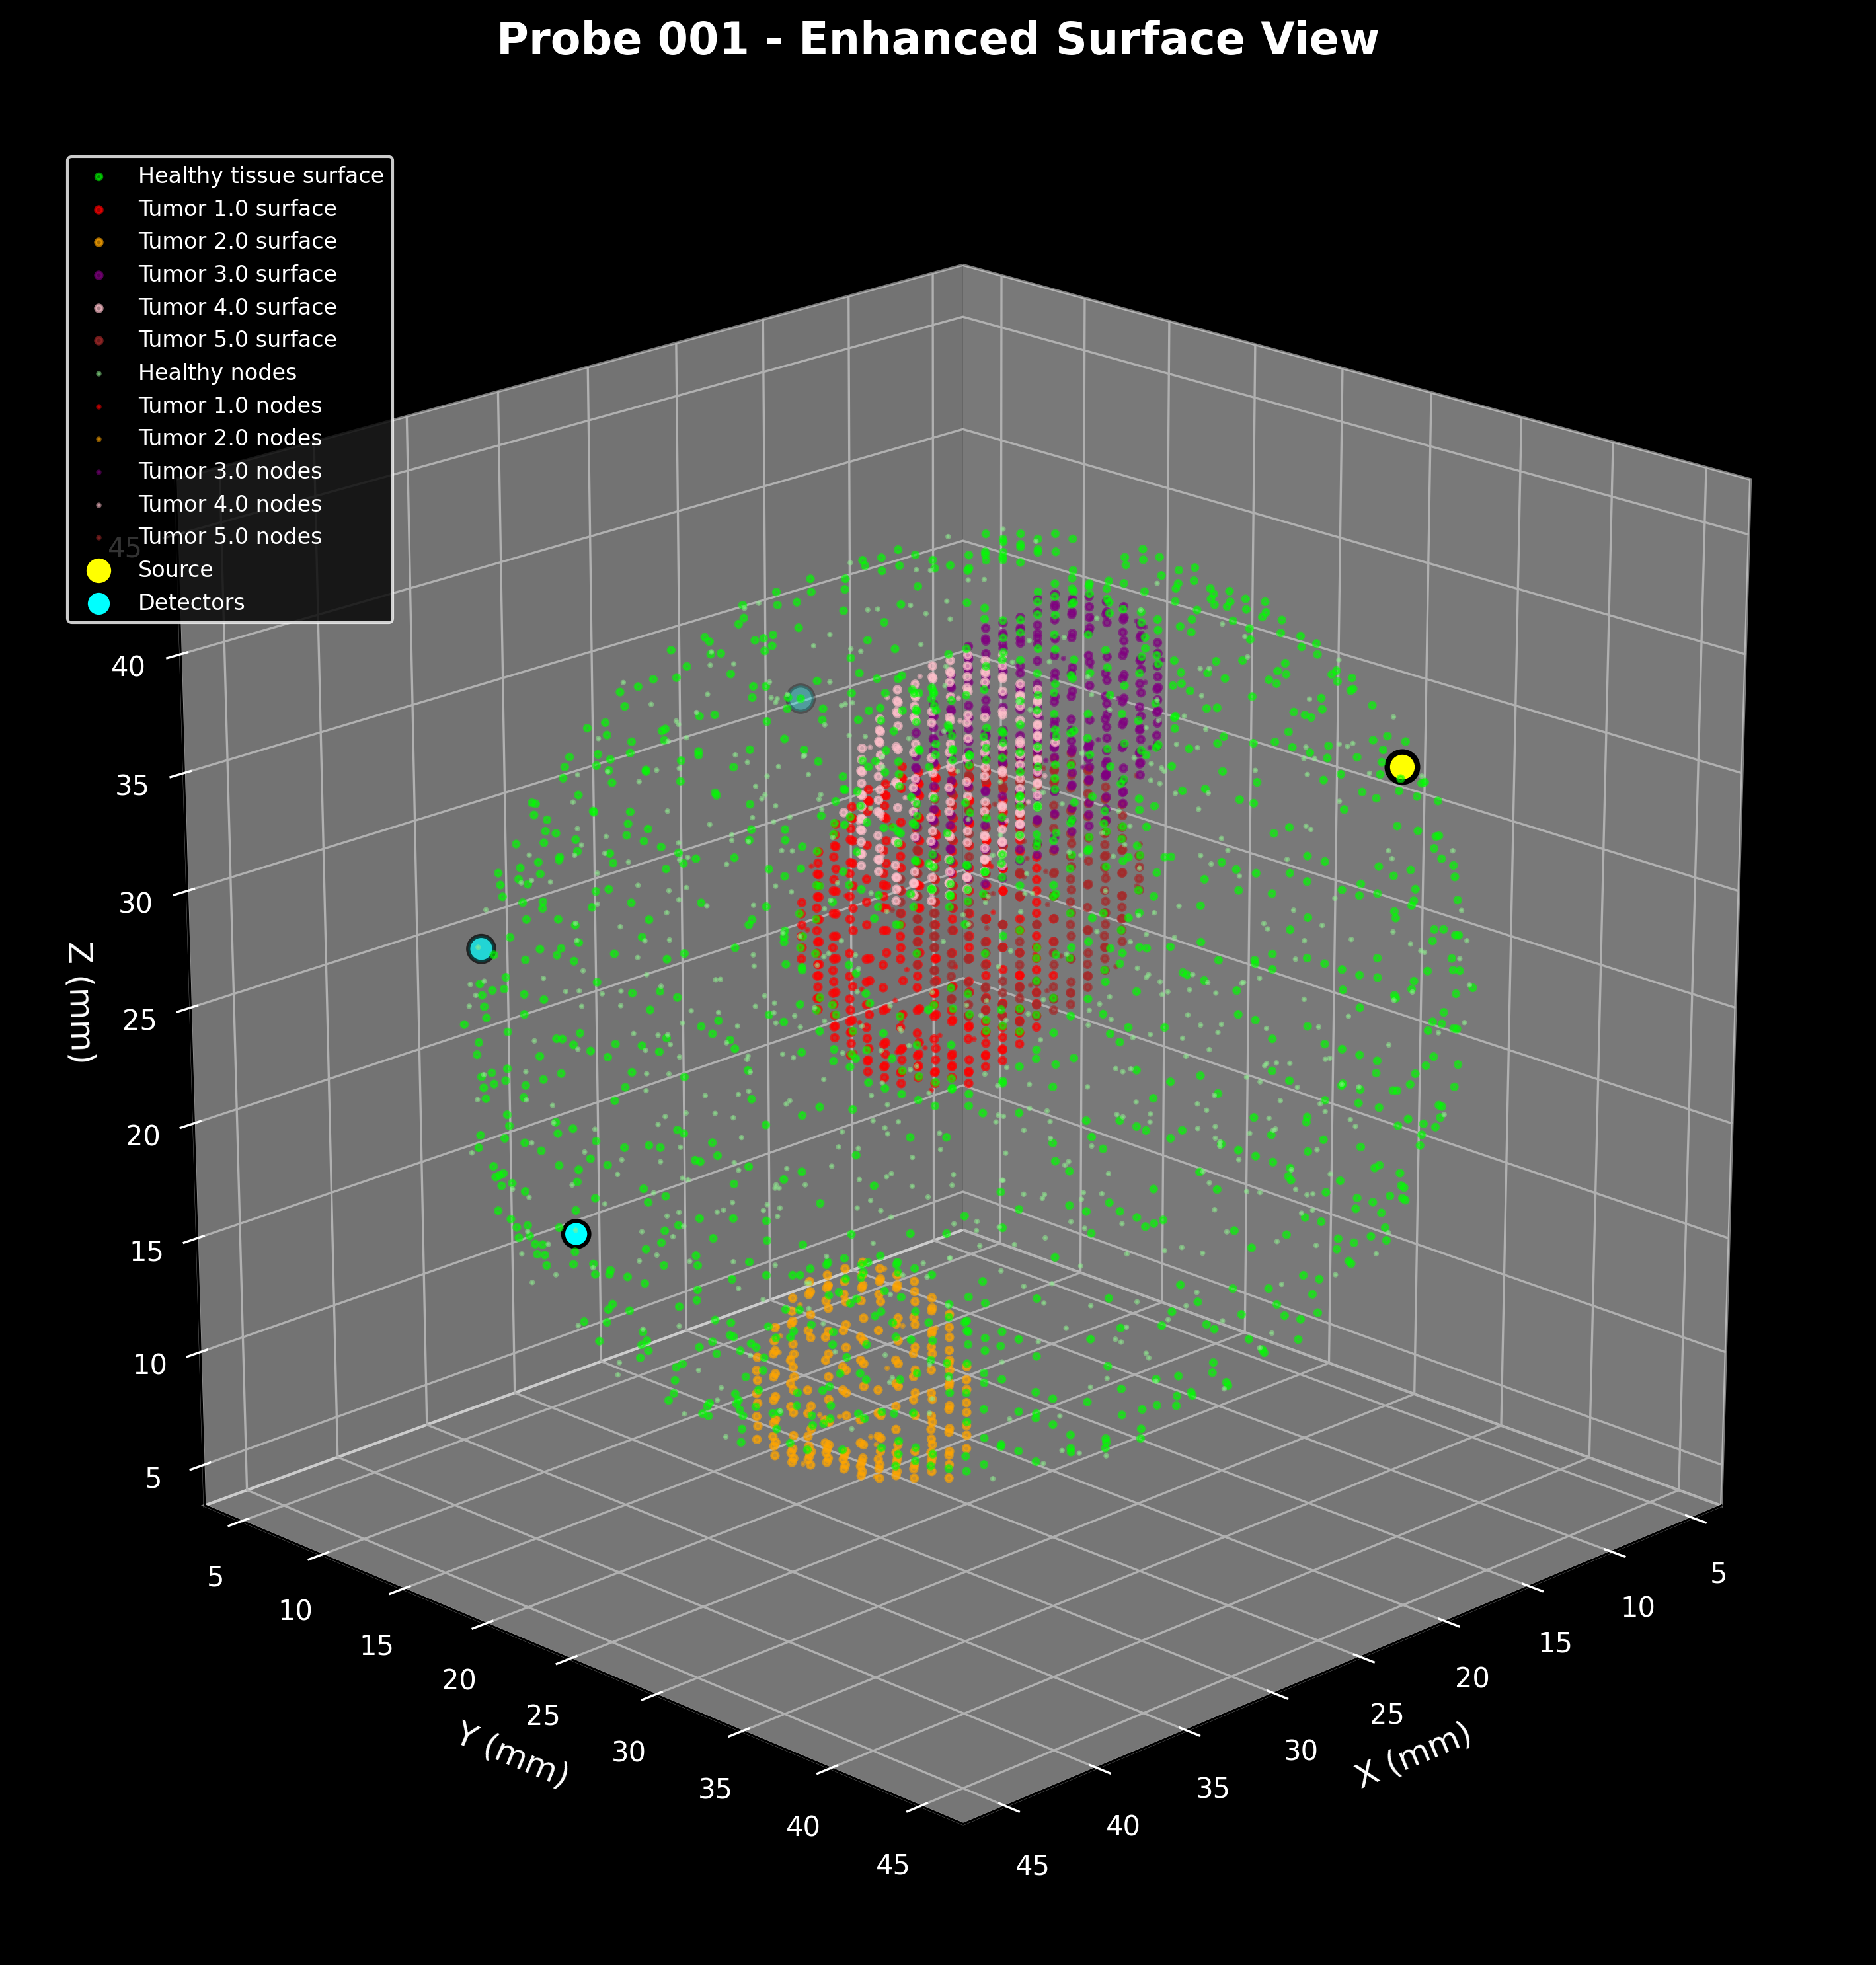 Probe 001 - Enhanced Surface View
Healthy tissue surface
Tumor 1.0 surface
Tumor 2.0 surface
Tumor 3.0 surface
Tumor 4.0 surface
Tumor 5.0 surface
Healthy nodes
Tumor 1.0 nodes
Tumor 2.0 nodes
Tumor 3.0 nodes
Tumor 4.0 nodes
Tumor 5.0 nodes
Source
Detectors
45
40
35
30
25
20
15
10
5
Z (mm)
5
10
15
20
25
30
35
40
45
Y (mm)
5
10
15
20
25
30
35
40
45
X (mm)